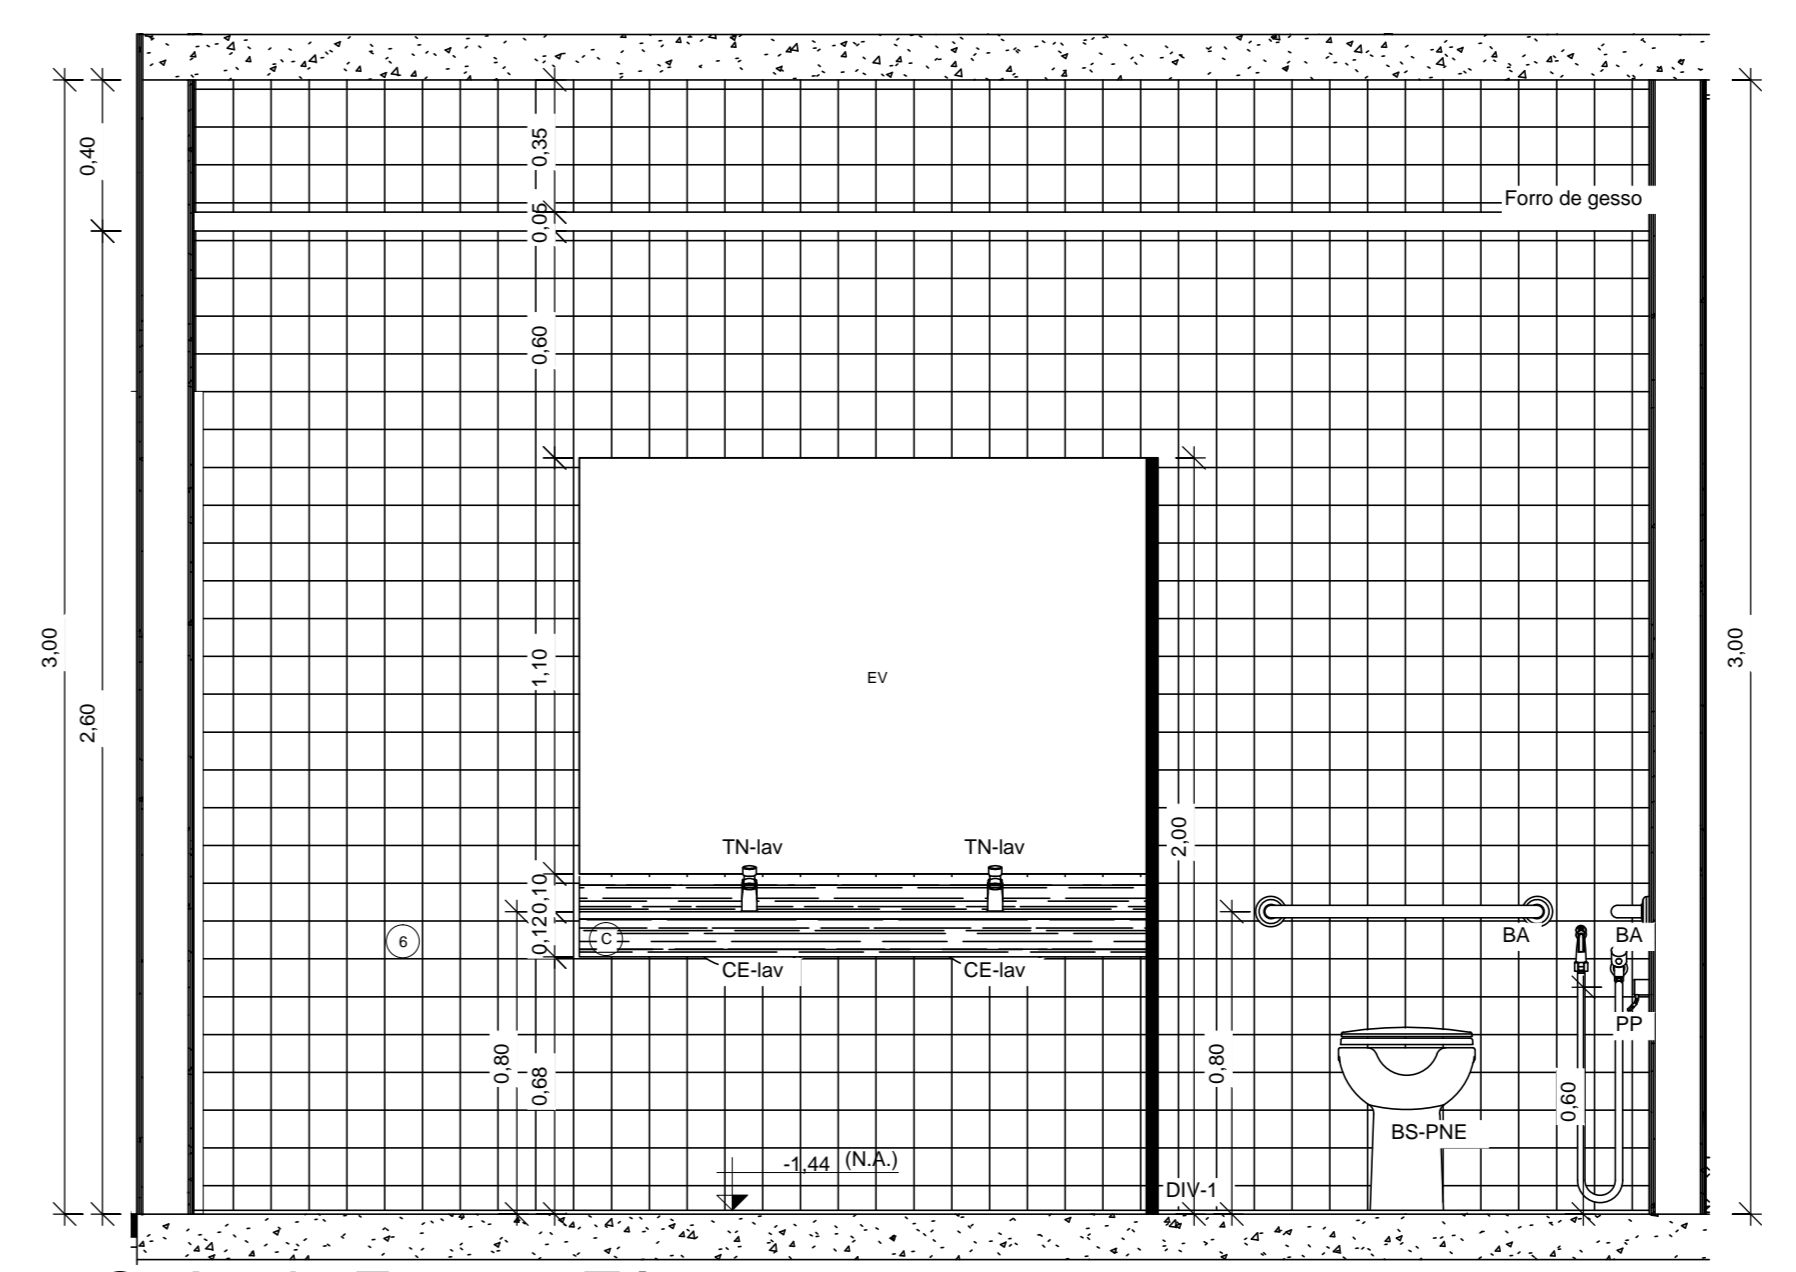 0,40
0,35
Forro de gesso
0,05
0,60
3,00
2,60
1,10
EV
3,00
2,00
TN-lav
TN-lav
0,10
0,12
6
C
CE-lav
CE-lav
BA
BA
PP
0,80
0,68
0,80
0,60
BS-PNE
-1,44 (N.A.)
DIV-1